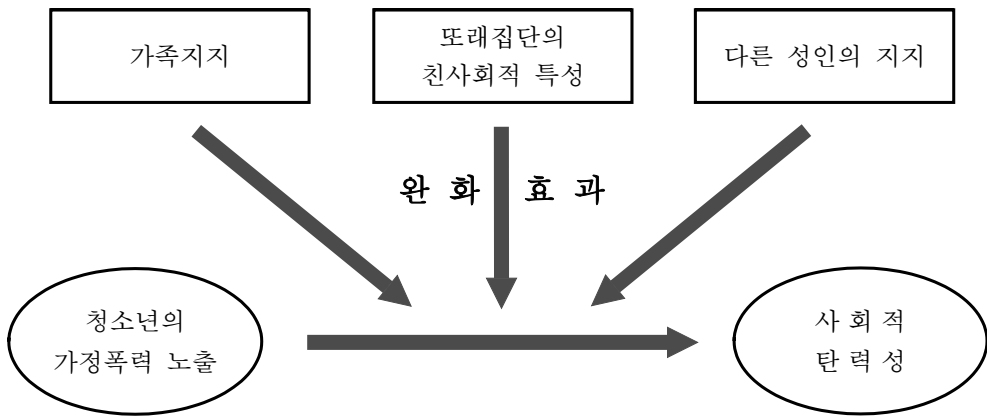 가족지지
또래집단의
친사회적 특성
다른 성인의 지지
완 화 효 과
청소년의
가정폭력 노출
사 회 적
탄 력 성